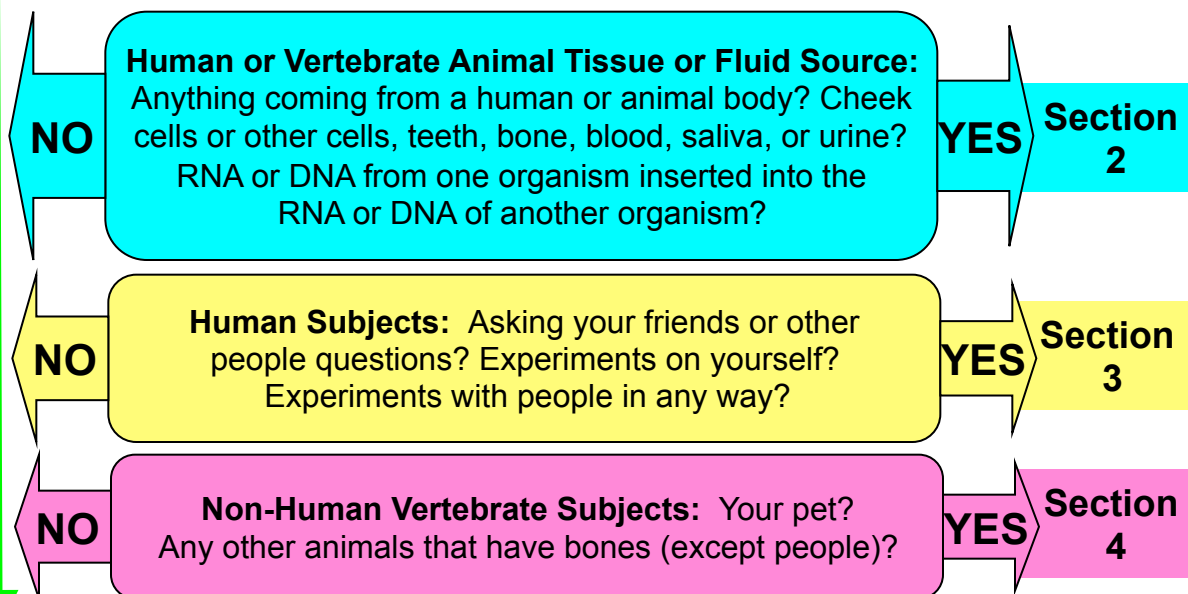 Human or Vertebrate Animal Tissue or Fluid Source:
Anything coming from a human or animal body? Cheek
cells or other cells, teeth, bone, blood, saliva, or urine?
RNA or DNA from one organism inserted into the
RNA or DNA of another organism?
NO
YES
Section
2
Human Subjects: Asking your friends or other
people questions? Experiments on yourself?
Experiments with people in any way?
NO
YES
Section
3
Non-Human Vertebrate Subjects: Your pet?
Any other animals that have bones (except people)?
NO
YES
Section
4